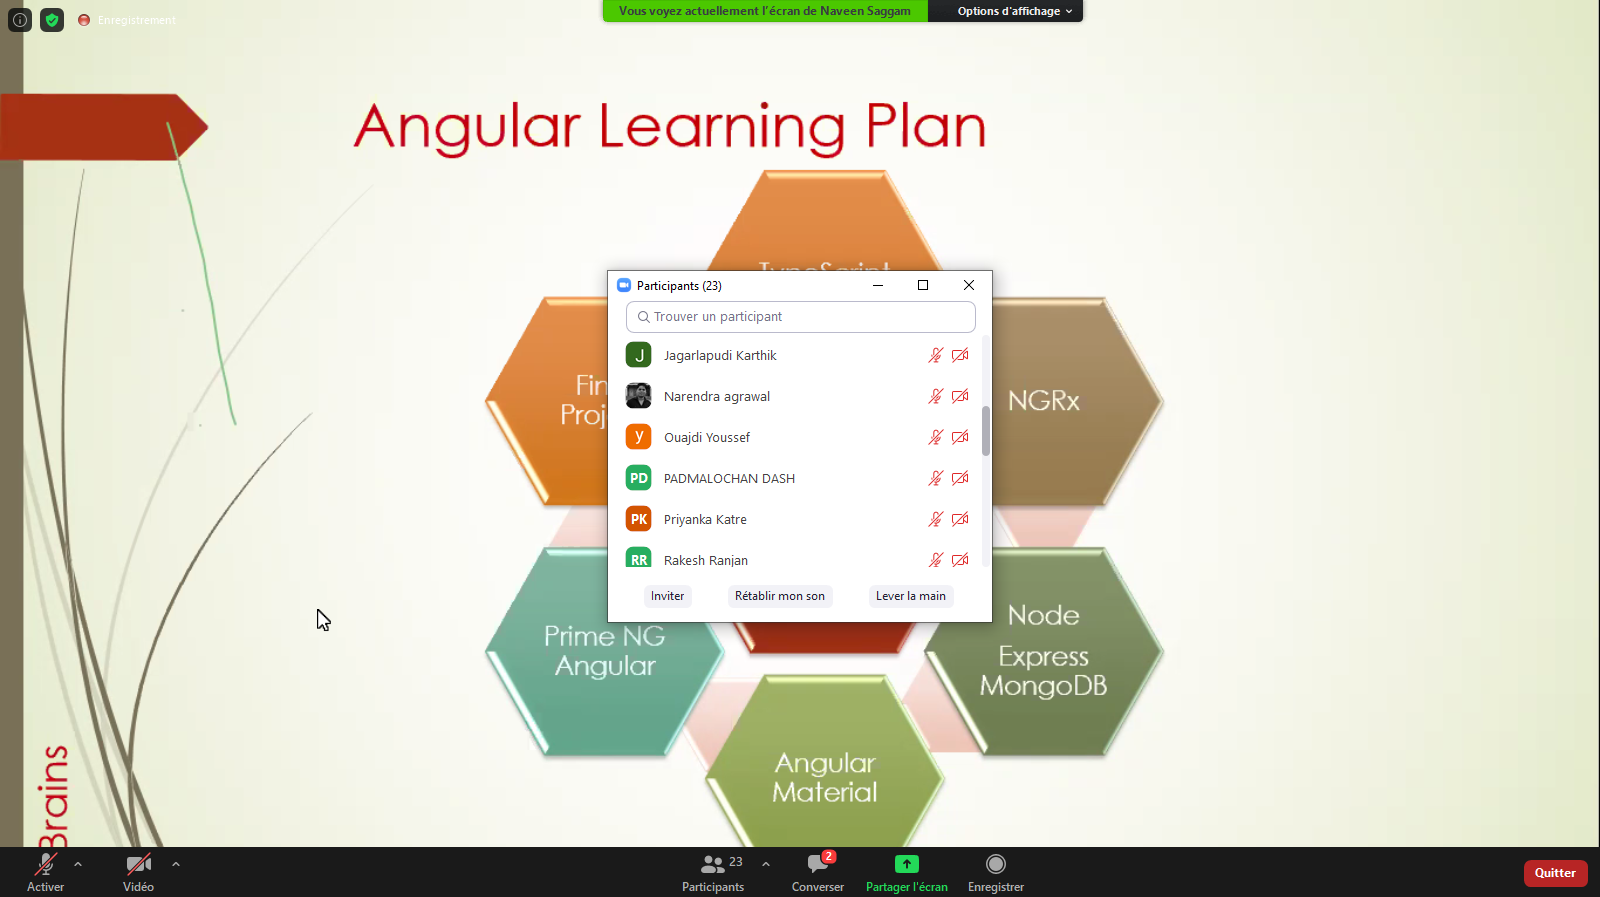 Enregistrement
Vous voyez actuellement l'écran de Naveen Saggam
Options d'affichage
Angular Learning Plan
TypeScript
Participants (23)
Trouver un participant
J Jagarlapudi Karthik
Narendra agrawal
y Ouajdi Youssef
PD PADMALOCHAN DASH
PK Priyanka Katre
RR Rakesh Ranjan
Inviter
Rétablir mon son
Lever la main
NGRx
Prime NG
Angular
Node
Express
MongoDB
Angular
Material
Brains
Activer
Vidéo
23
Participants
2
Converser
Partager l'écran
Enregistrer
Quitter